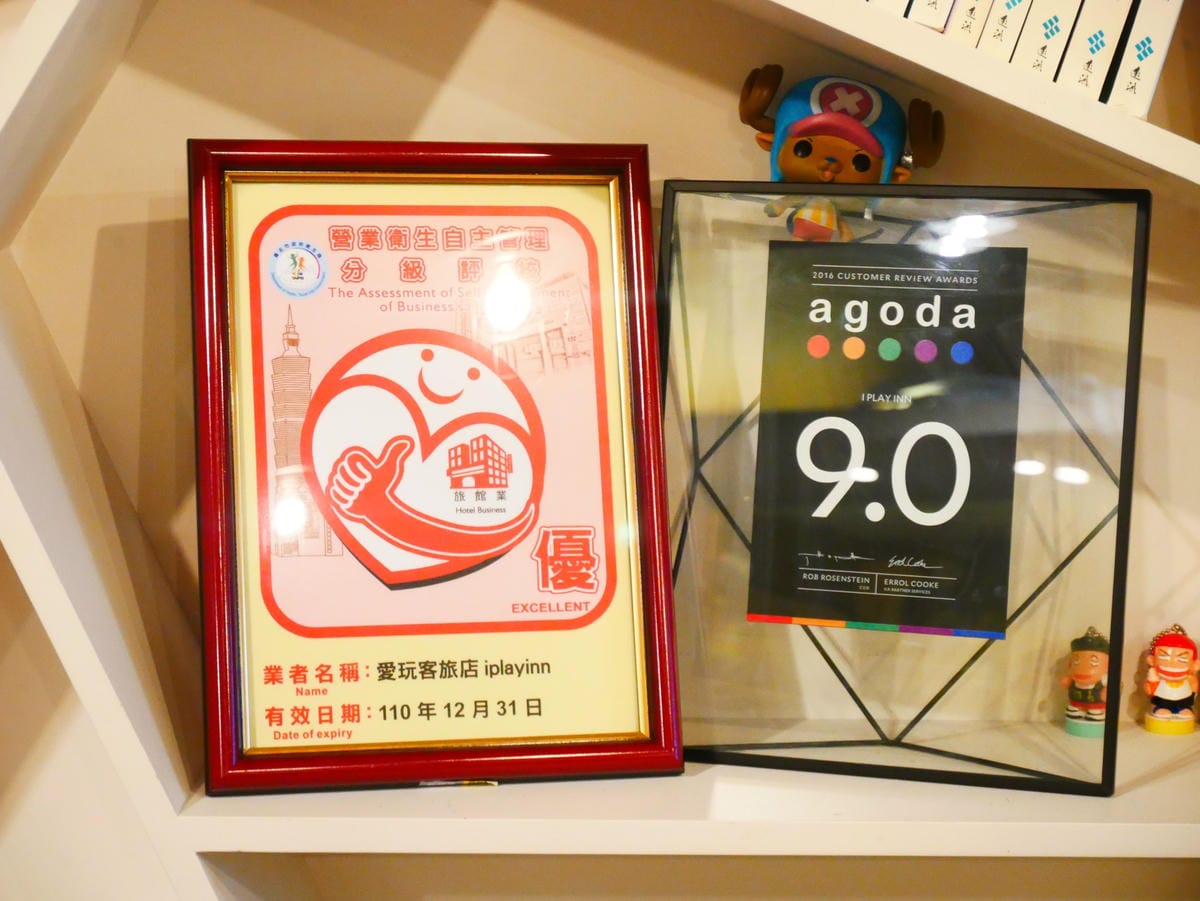 營業衛生自主管理
分級評核
The Assessment of
of Business
旅館業
Hotel Business
優
EXCELLENT
業者名稱：愛玩客旅店 iplayinn
Name
有效日期：110 年 12 月 31 日
Date of expiry
2016 CUSTOMER REVIEW AWARDS
agoda
I PLAY INN
9.0
ROB ROSENSTEIN
CEO
ERROL COOKE
V.P. PARTNER SERVICES